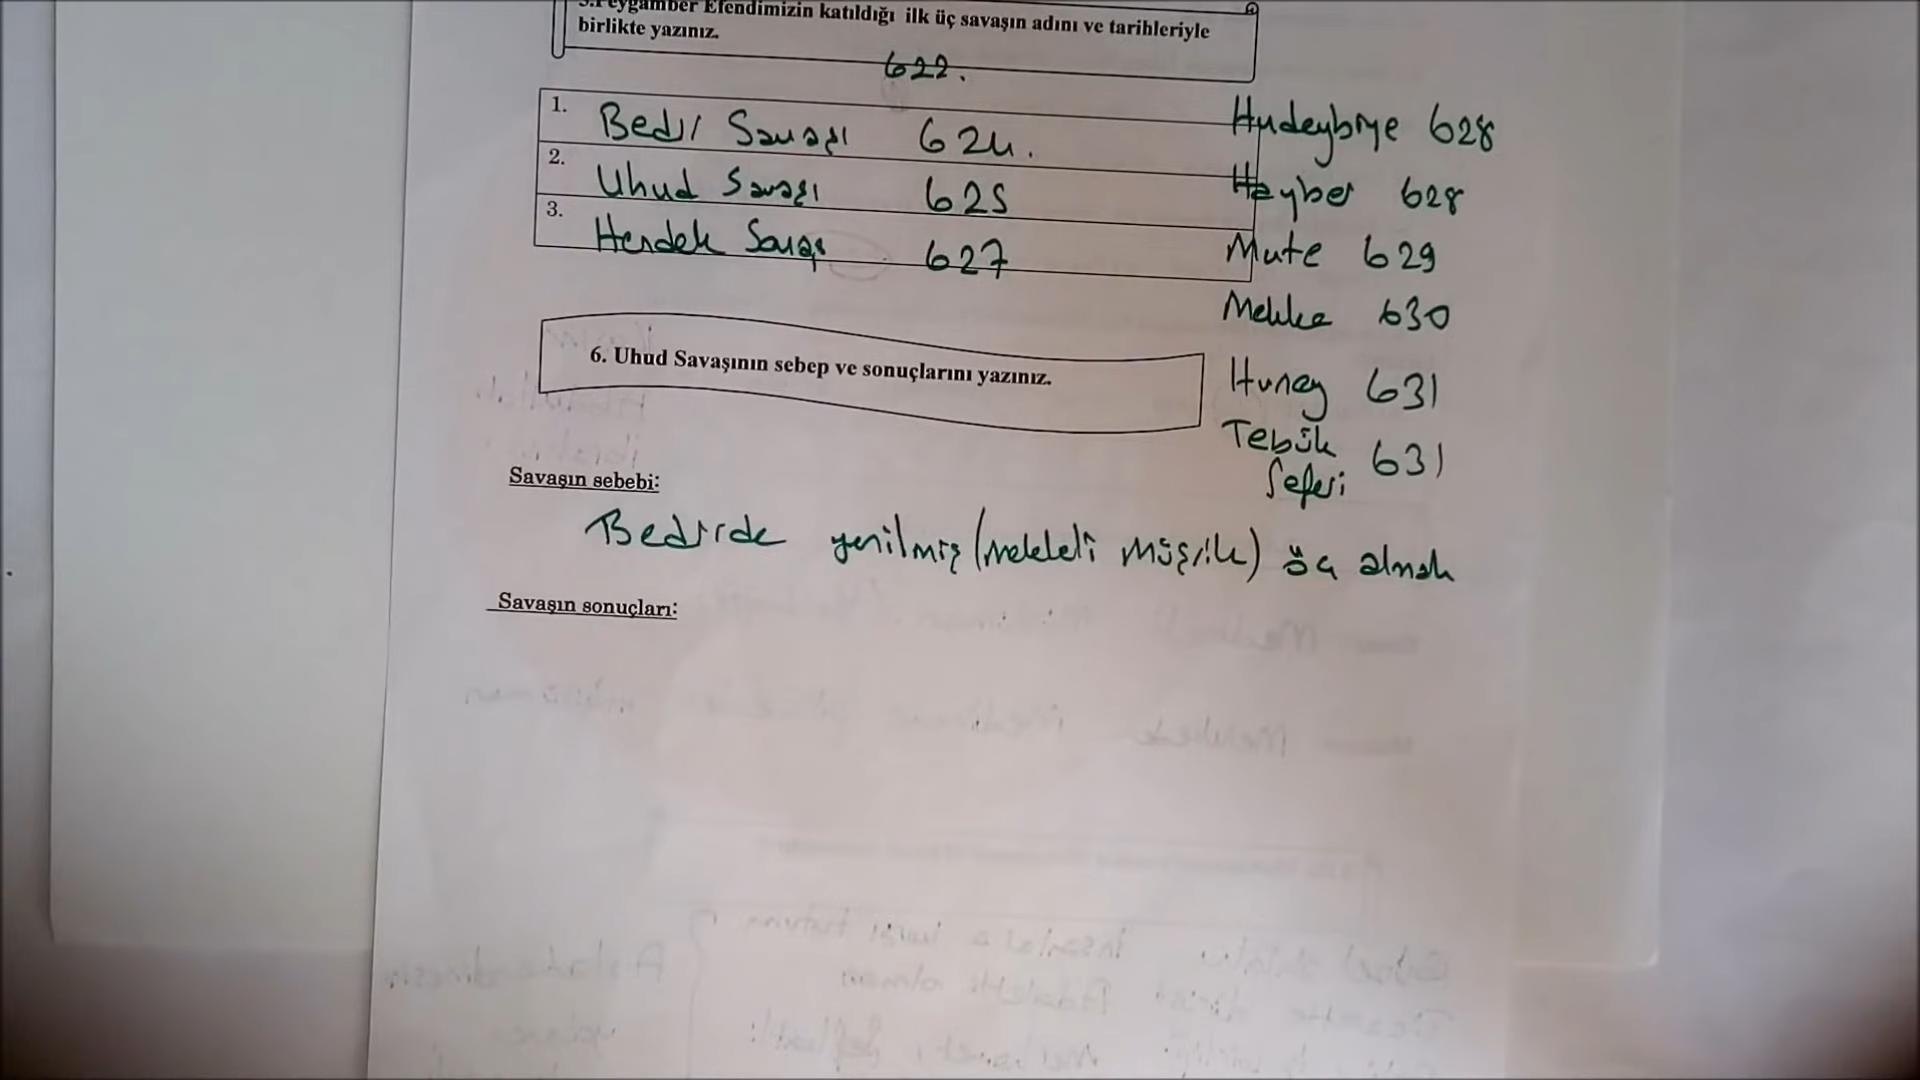 5.Peygamber Efendimizin katıldığı ilk üç savaşın adını ve tarihleriyle
birlikte yazınız.
622.
1. Bedir Savaşı 624.
2. Uhud Savaşı 625
3. Hendek Savaşı 627
Hudeybiye 628
Hayber 628
Mute 629
Mekke 630
Huney 631
Tebük 631
Seferi
6. Uhud Savaşının sebep ve sonuçlarını yazınız.
Savaşın sebebi:
Bedirde yenilmiş (Mekkeli Müşrik) öç almak
Savaşın sonuçları: